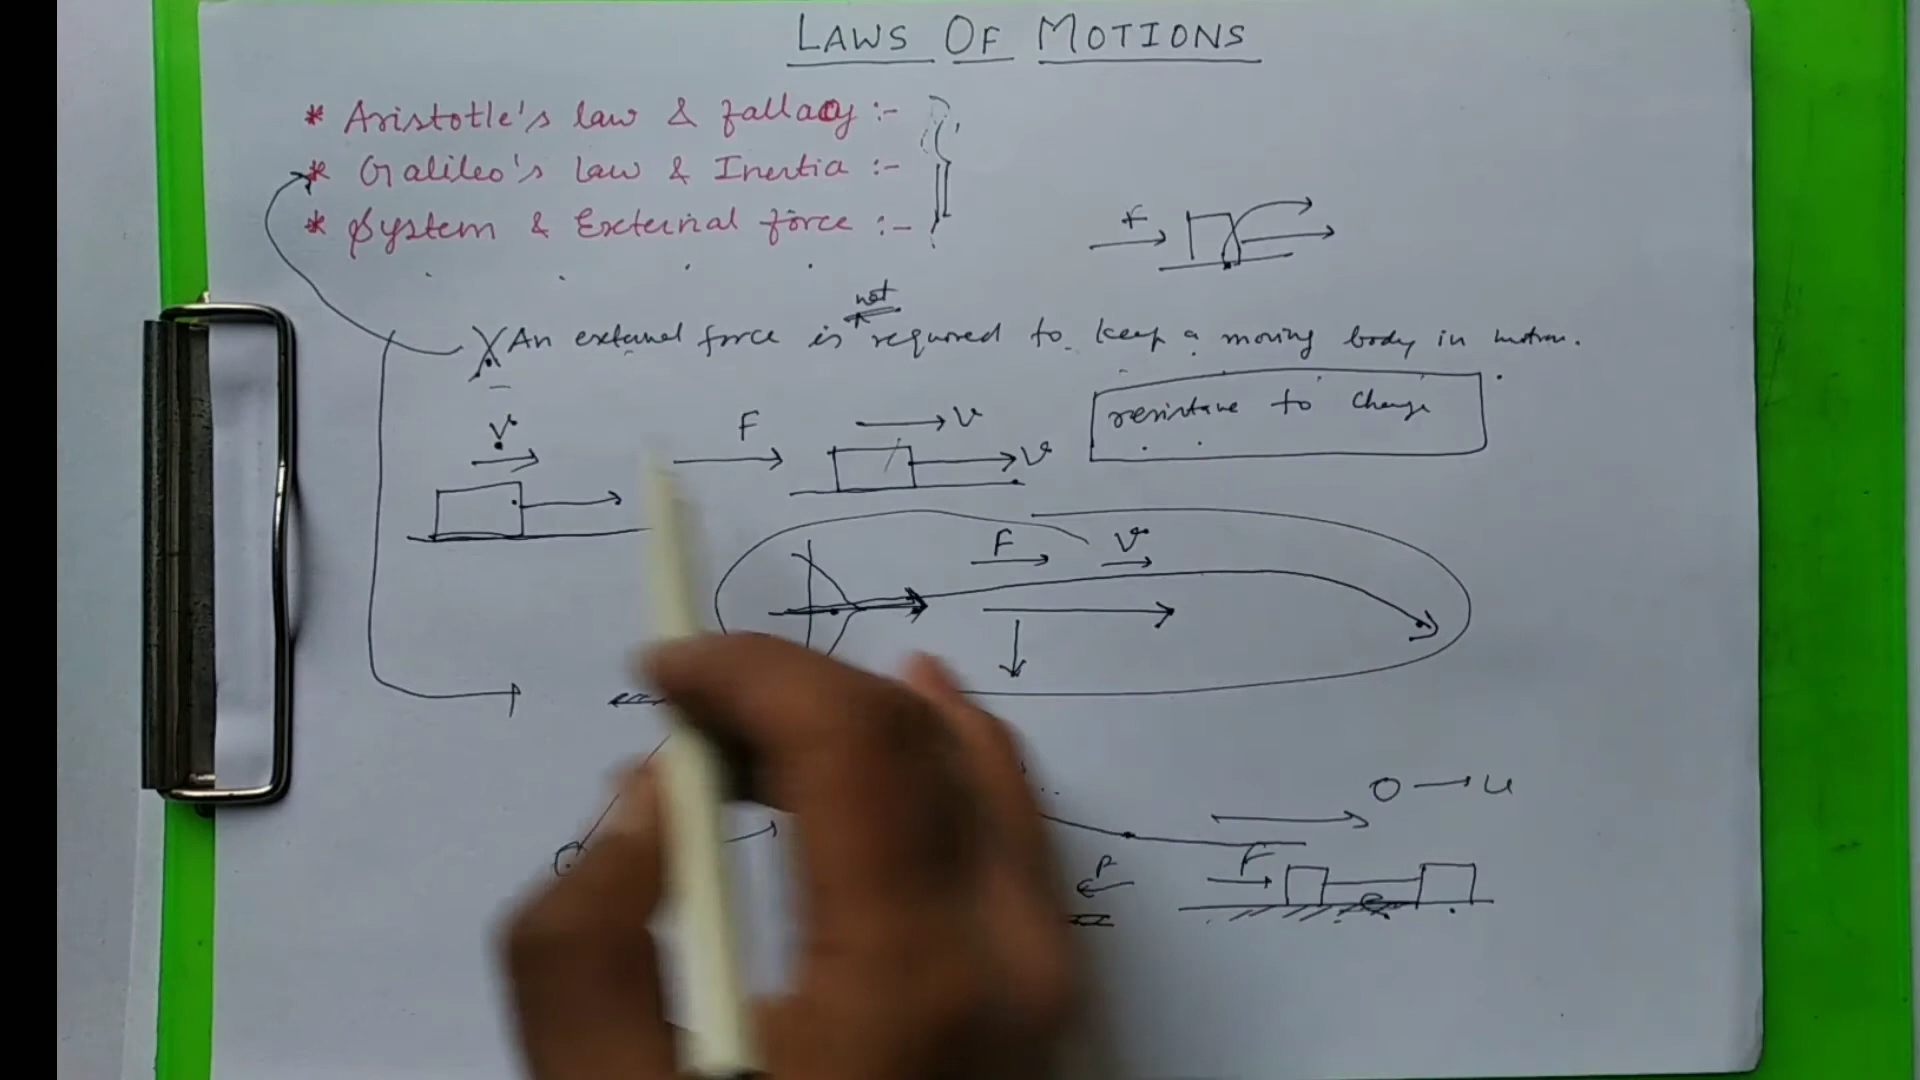 LAWS OF MOTIONS
* Aristotle's law & fallacy :-
* Galileo's law & Inertia :-
* System & External force :-
F
not
An external force is required to keep a moving body in motion.
resistance to change
v F v v
F v
O → u
F